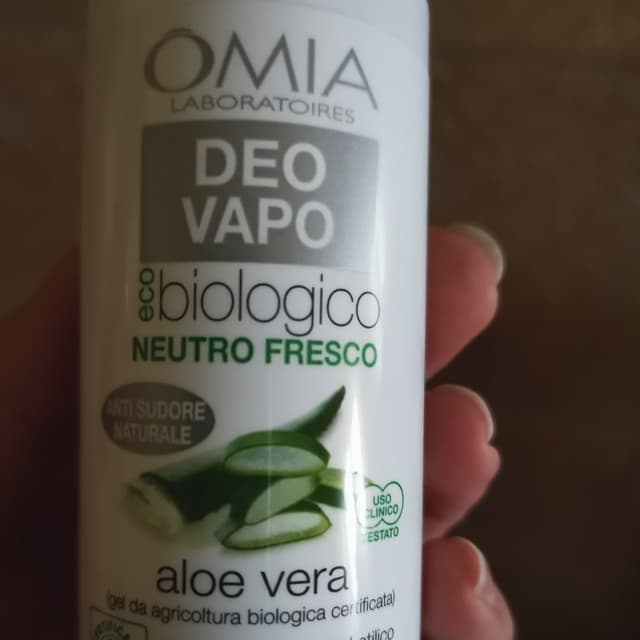 ÔMIA
LABORATOIRES
DEO
VAPO
eco
biologico
NEUTRO FRESCO
ANTI SUDORE
NATURALE
USO
CLINICO
TESTATO
aloe vera
(gel da agricoltura biologica certificata)